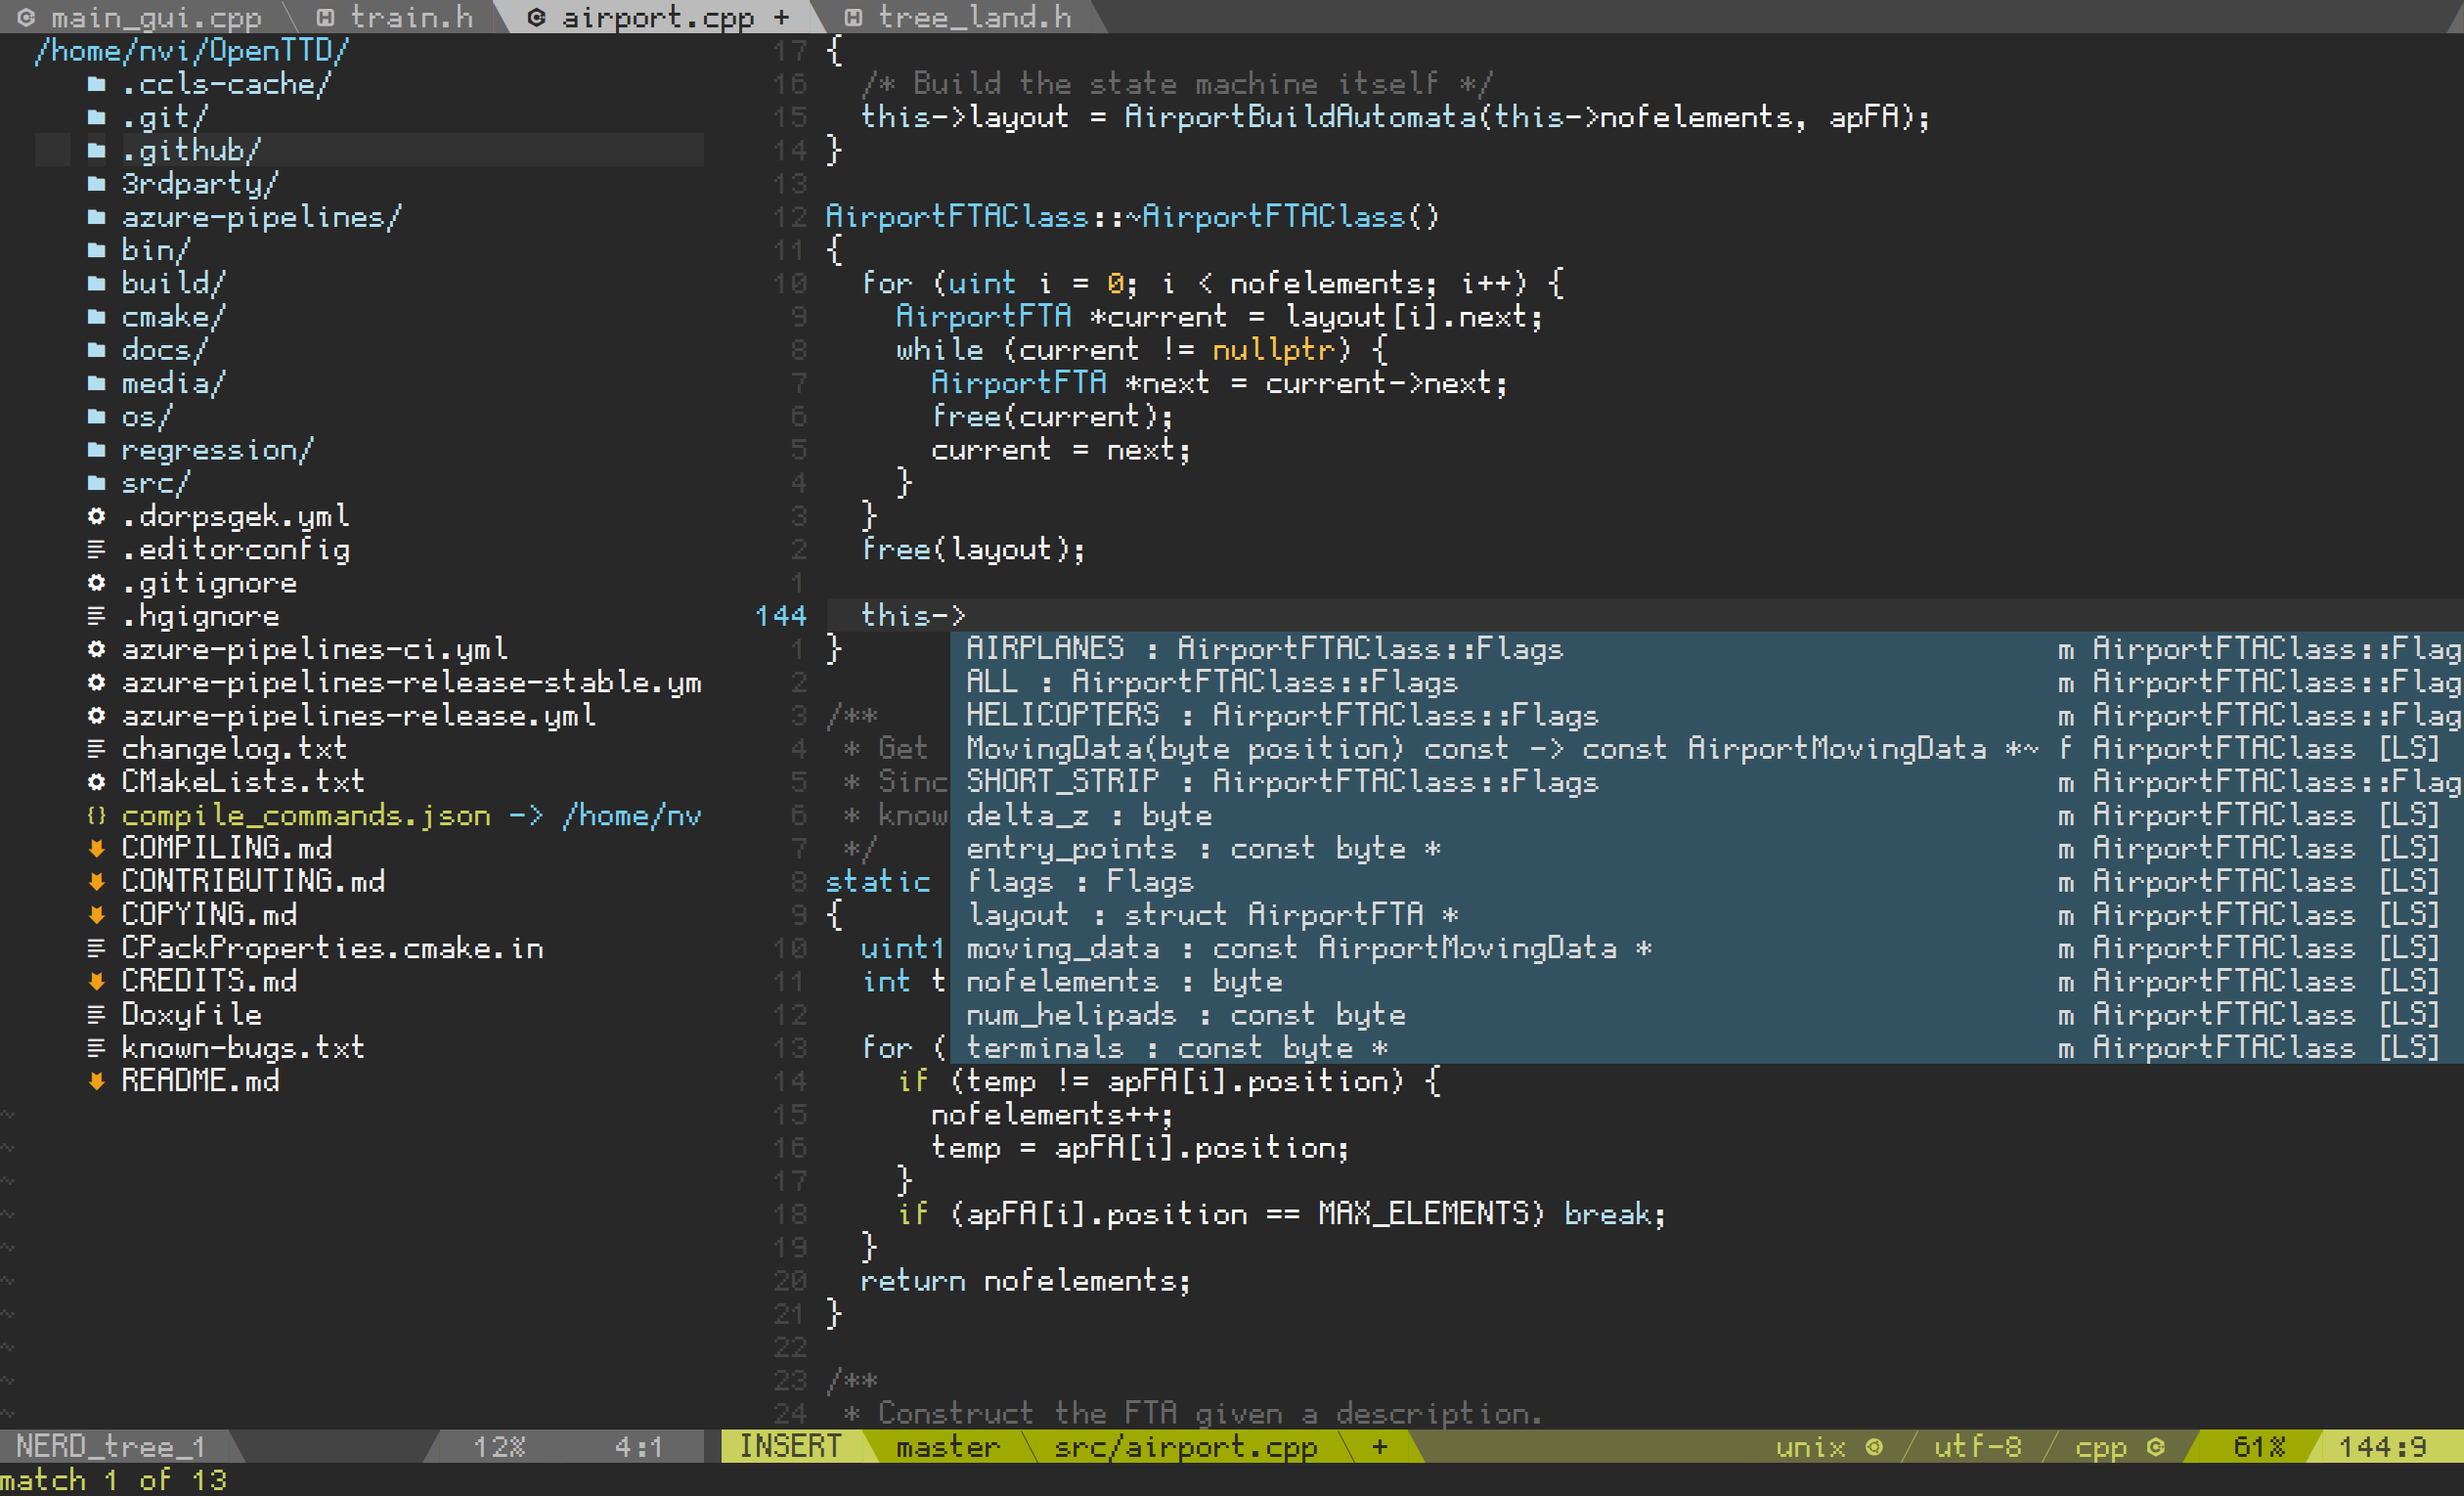 main_gui.cpp train.h airport.cpp + tree_land.h
/home/nvi/OpenTTD/
.ccls-cache/
.git/
.github/
3rdparty/
azure-pipelines/
bin/
build/
cmake/
docs/
media/
os/
regression/
src/
.dorpsgek.yml
.editorconfig
.gitignore
.hgignore
azure-pipelines-ci.yml
azure-pipelines-release-stable.ym
azure-pipelines-release.yml
changelog.txt
CMakeLists.txt
{} compile_commands.json -> /home/nv
COMPILING.md
CONTRIBUTING.md
COPYING.md
CPackProperties.cmake.in
CREDITS.md
Doxyfile
known-bugs.txt
README.md
~
~
~
~
~
~
~
~
~
~
NERD_tree_1 12% 4:1
17 {
16 /* Build the state machine itself */
15 this->layout = AirportBuildAutomata(this->nofelements, apFA);
14 }
13
12 AirportFTAClass::~AirportFTAClass()
11 {
10 for (uint i = 0; i < nofelements; i++) {
9 AirportFTA *current = layout[i].next;
8 while (current != nullptr) {
7 AirportFTA *next = current->next;
6 free(current);
5 current = next;
4 }
3 }
2 free(layout);
1
144 this->
1 } AIRPLANES : AirportFTAClass::Flags m AirportFTAClass::Flag
2 ALL : AirportFTAClass::Flags m AirportFTAClass::Flag
3 /** HELICOPTERS : AirportFTAClass::Flags m AirportFTAClass::Flag
4 * Get MovingData(byte position) const -> const AirportMovingData *~ f AirportFTAClass [LS]
5 * Sinc SHORT_STRIP : AirportFTAClass::Flags m AirportFTAClass::Flag
6 * know delta_z : byte m AirportFTAClass [LS]
7 */ entry_points : const byte * m AirportFTAClass [LS]
8 static flags : Flags m AirportFTAClass [LS]
9 { layout : struct AirportFTA * m AirportFTAClass [LS]
10 uint1 moving_data : const AirportMovingData * m AirportFTAClass [LS]
11 int t nofelements : byte m AirportFTAClass [LS]
12 num_helipads : const byte m AirportFTAClass [LS]
13 for ( terminals : const byte * m AirportFTAClass [LS]
14 if (temp != apFA[i].position) {
15 nofelements++;
16 temp = apFA[i].position;
17 }
18 if (apFA[i].position == MAX_ELEMENTS) break;
19 }
20 return nofelements;
21 }
22
23 /**
24 * Construct the FTA given a description.
INSERT master src/airport.cpp + unix utf-8 cpp 61% 144:9
match 1 of 13